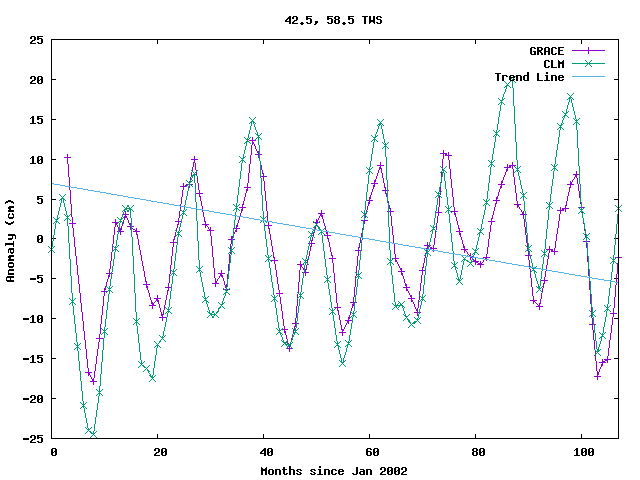 42.5, 58.5 TWS
GRACE
CLM
Trend Line
Anomaly (cm)
25
20
15
10
5
0
-5
-10
-15
-20
-25
0 20 40 60 80 100
Months since Jan 2002